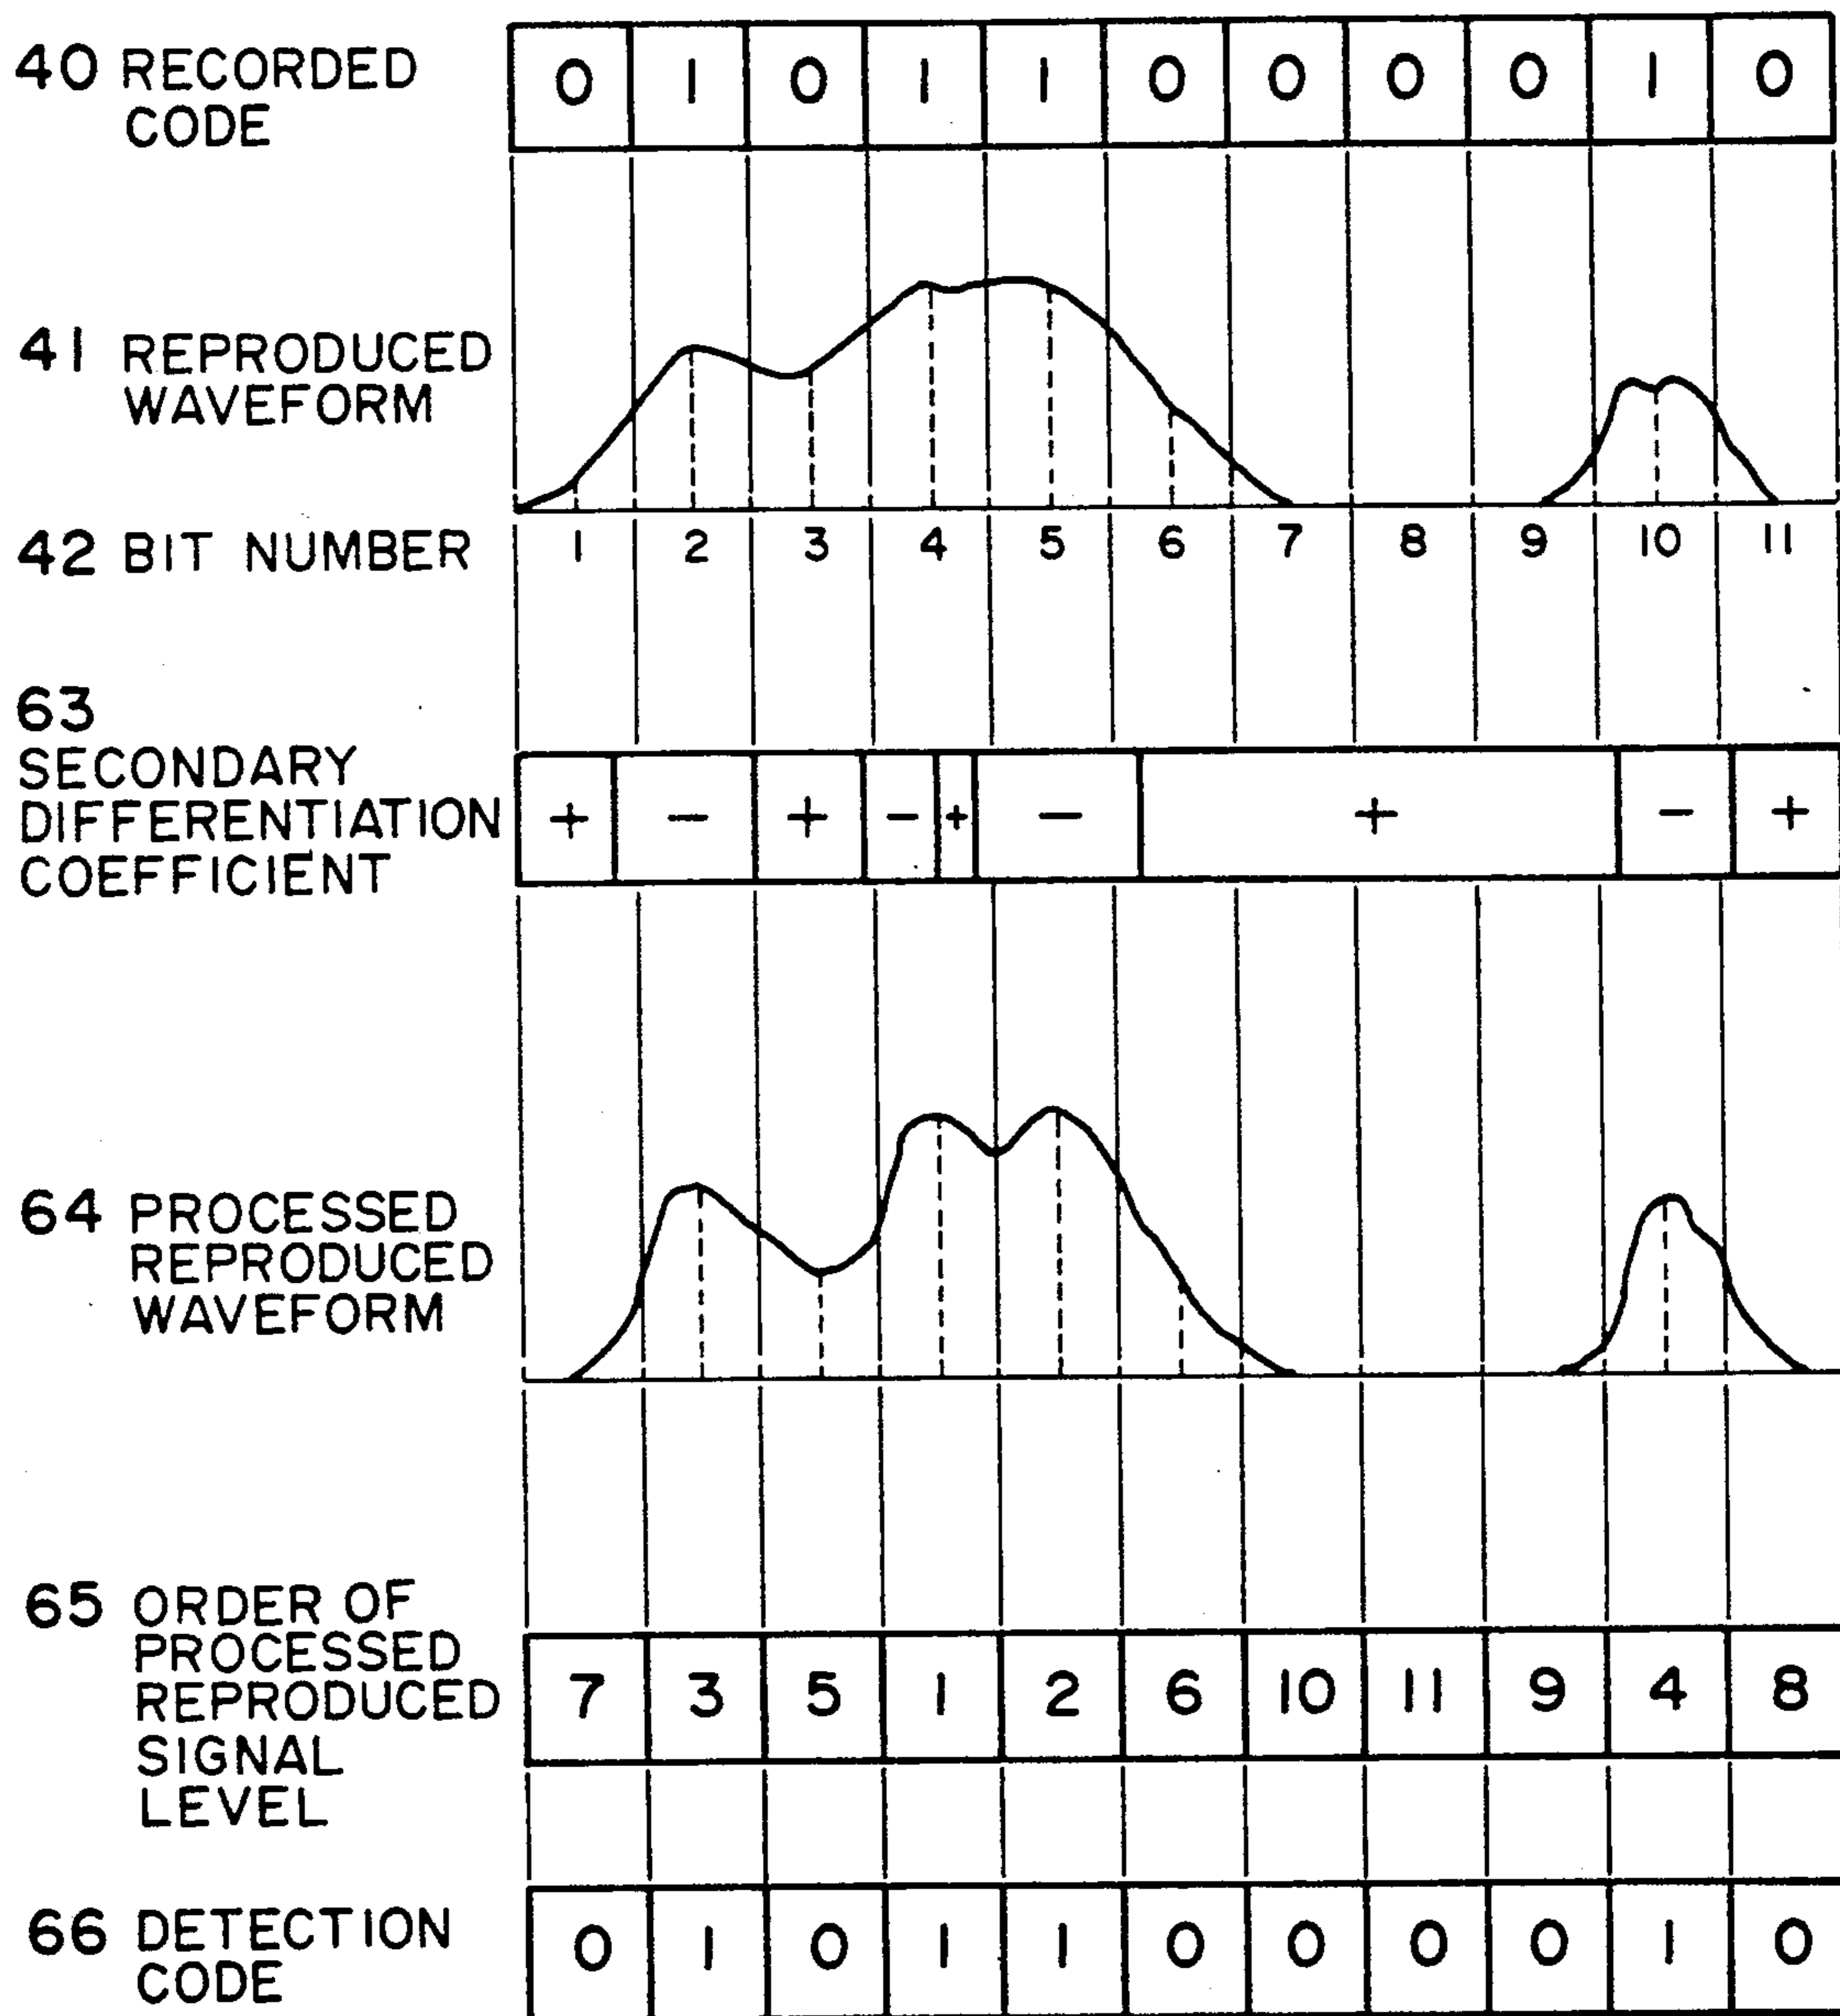 40 RECORDED
CODE
0 1 0 1 1 0 0 0 0 1 0
41 REPRODUCED
WAVEFORM
42 BIT NUMBER
1 2 3 4 5 6 7 8 9 10 11
63
SECONDARY
DIFFERENTIATION
COEFFICIENT
+ − + − + − + − +
64 PROCESSED
REPRODUCED
WAVEFORM
65 ORDER OF
PROCESSED
REPRODUCED
SIGNAL
LEVEL
7 3 5 1 2 6 10 11 9 4 8
66 DETECTION
CODE
0 1 0 1 1 0 0 0 0 1 0